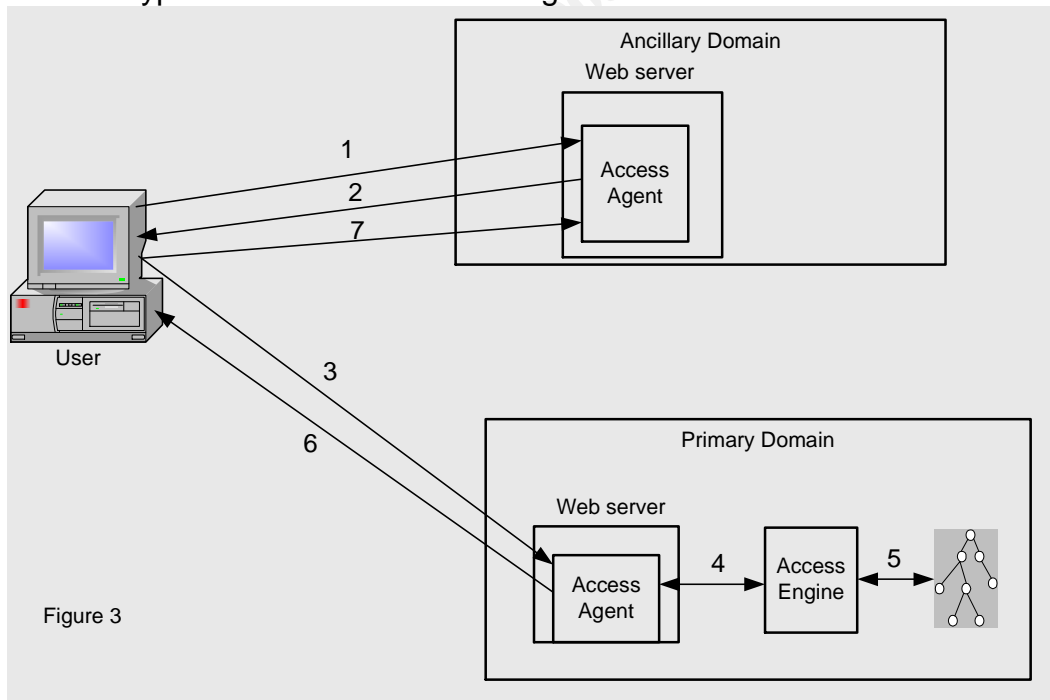 Ancillary Domain
Web server
1
Access
Agent
2
7
User
3
6
Primary Domain
Web server
Access
Agent
4
Access
Engine
5
Figure 3